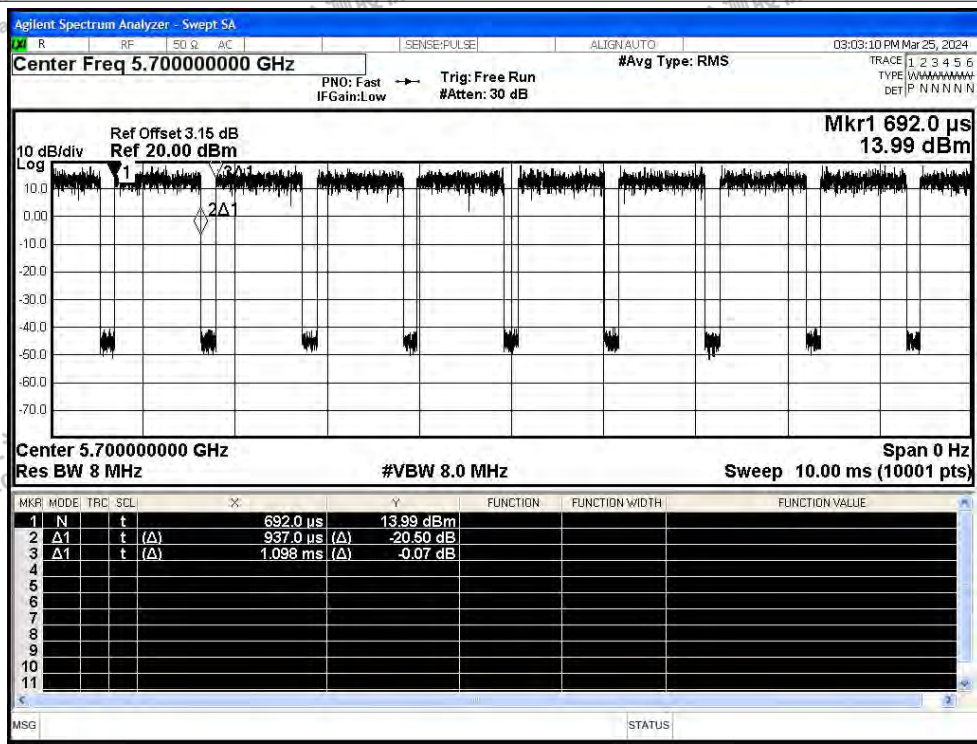 Agilent Spectrum Analyzer - Swept SA
R RF 50 Ω AC SENSE:PULSE ALIGN AUTO 03:03:10 PM Mar 25, 2024
Center Freq 5.700000000 GHz
PNO: Fast
IFGain:Low
Trig: Free Run
#Atten: 30 dB
#Avg Type: RMS
TRACE 1 2 3 4 5 6
TYPE WWWWWW
DET P N N N N N
Mkr1 692.0 µs
13.99 dBm
Ref Offset 3.15 dB
10 dB/div Ref 20.00 dBm
Log
1
3Δ1
10.0
2Δ1
0.00
-10.0
-20.0
-30.0
-40.0
-50.0
-60.0
-70.0
Center 5.700000000 GHz Span 0 Hz
Res BW 8 MHz #VBW 8.0 MHz Sweep 10.00 ms (10001 pts)
MKR MODE TRC SCL X Y FUNCTION FUNCTION WIDTH FUNCTION VALUE
1 N t 692.0 µs 13.99 dBm
2 Δ1 t (Δ) 937.0 µs (Δ) -20.50 dB
3 Δ1 t (Δ) 1.098 ms (Δ) -0.07 dB
4
5
6
7
8
9
10
11
MSG STATUS